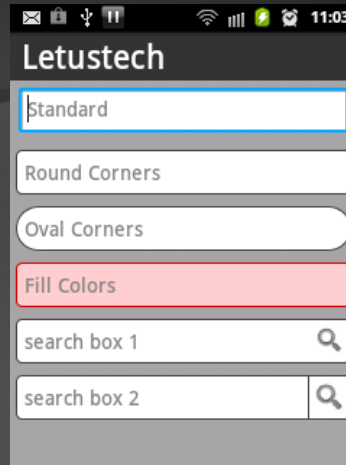 11:03
Letustech
Standard
Round Corners
Oval Corners
Fill Colors
search box 1
search box 2